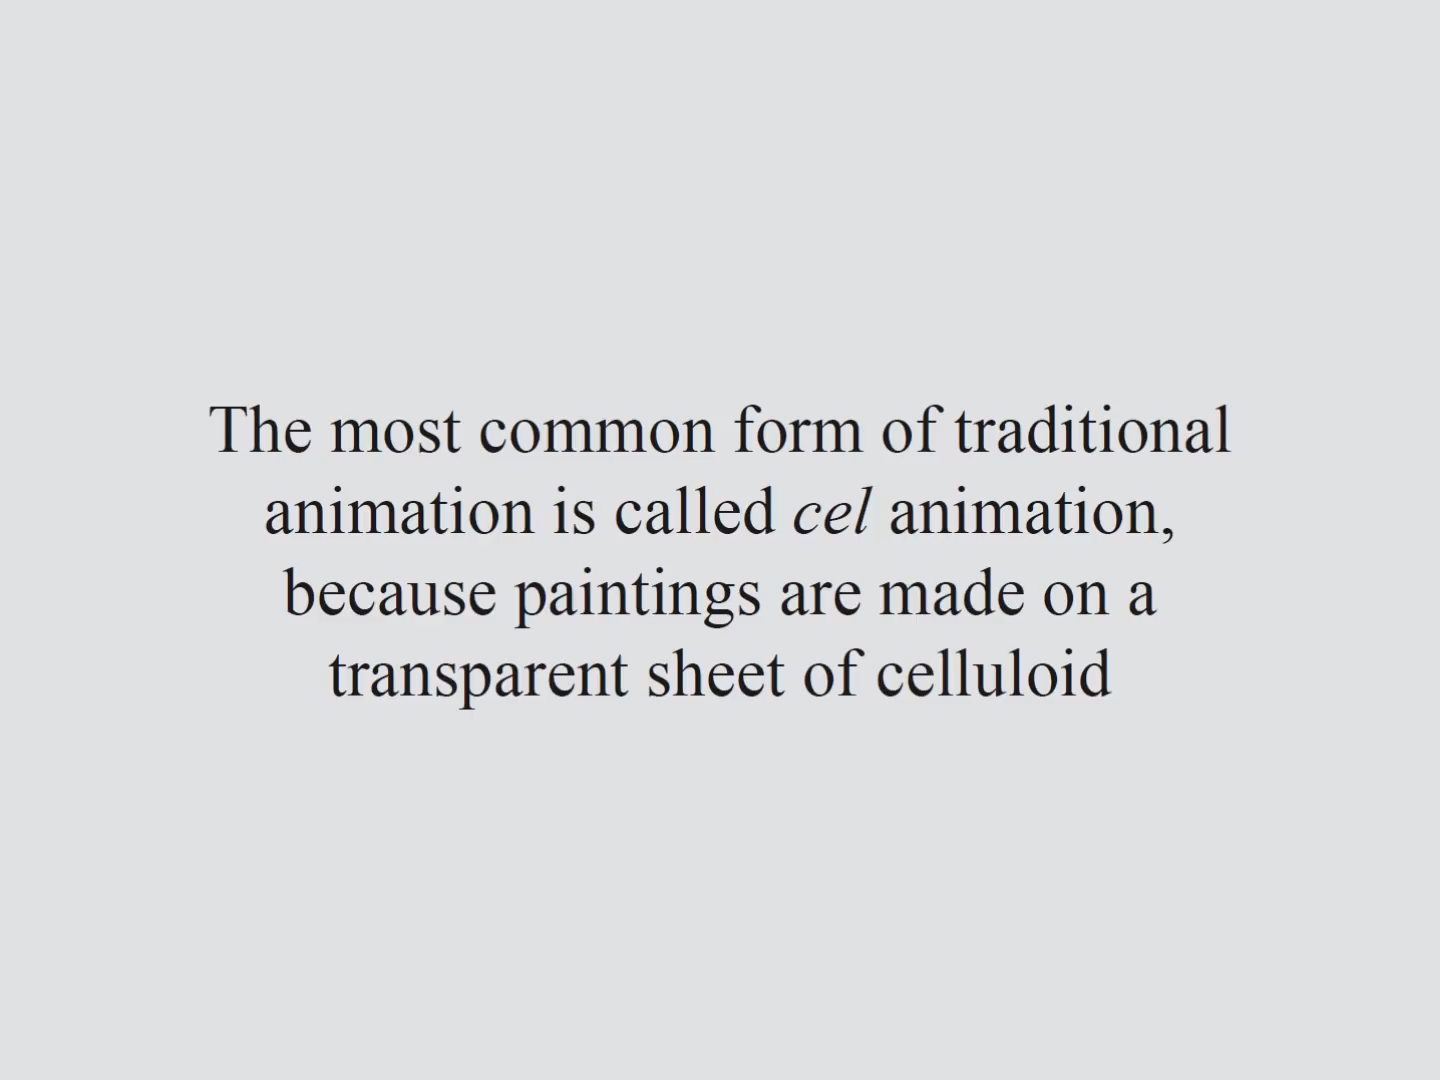 The most common form of traditional
animation is called cel animation,
because paintings are made on a
transparent sheet of celluloid